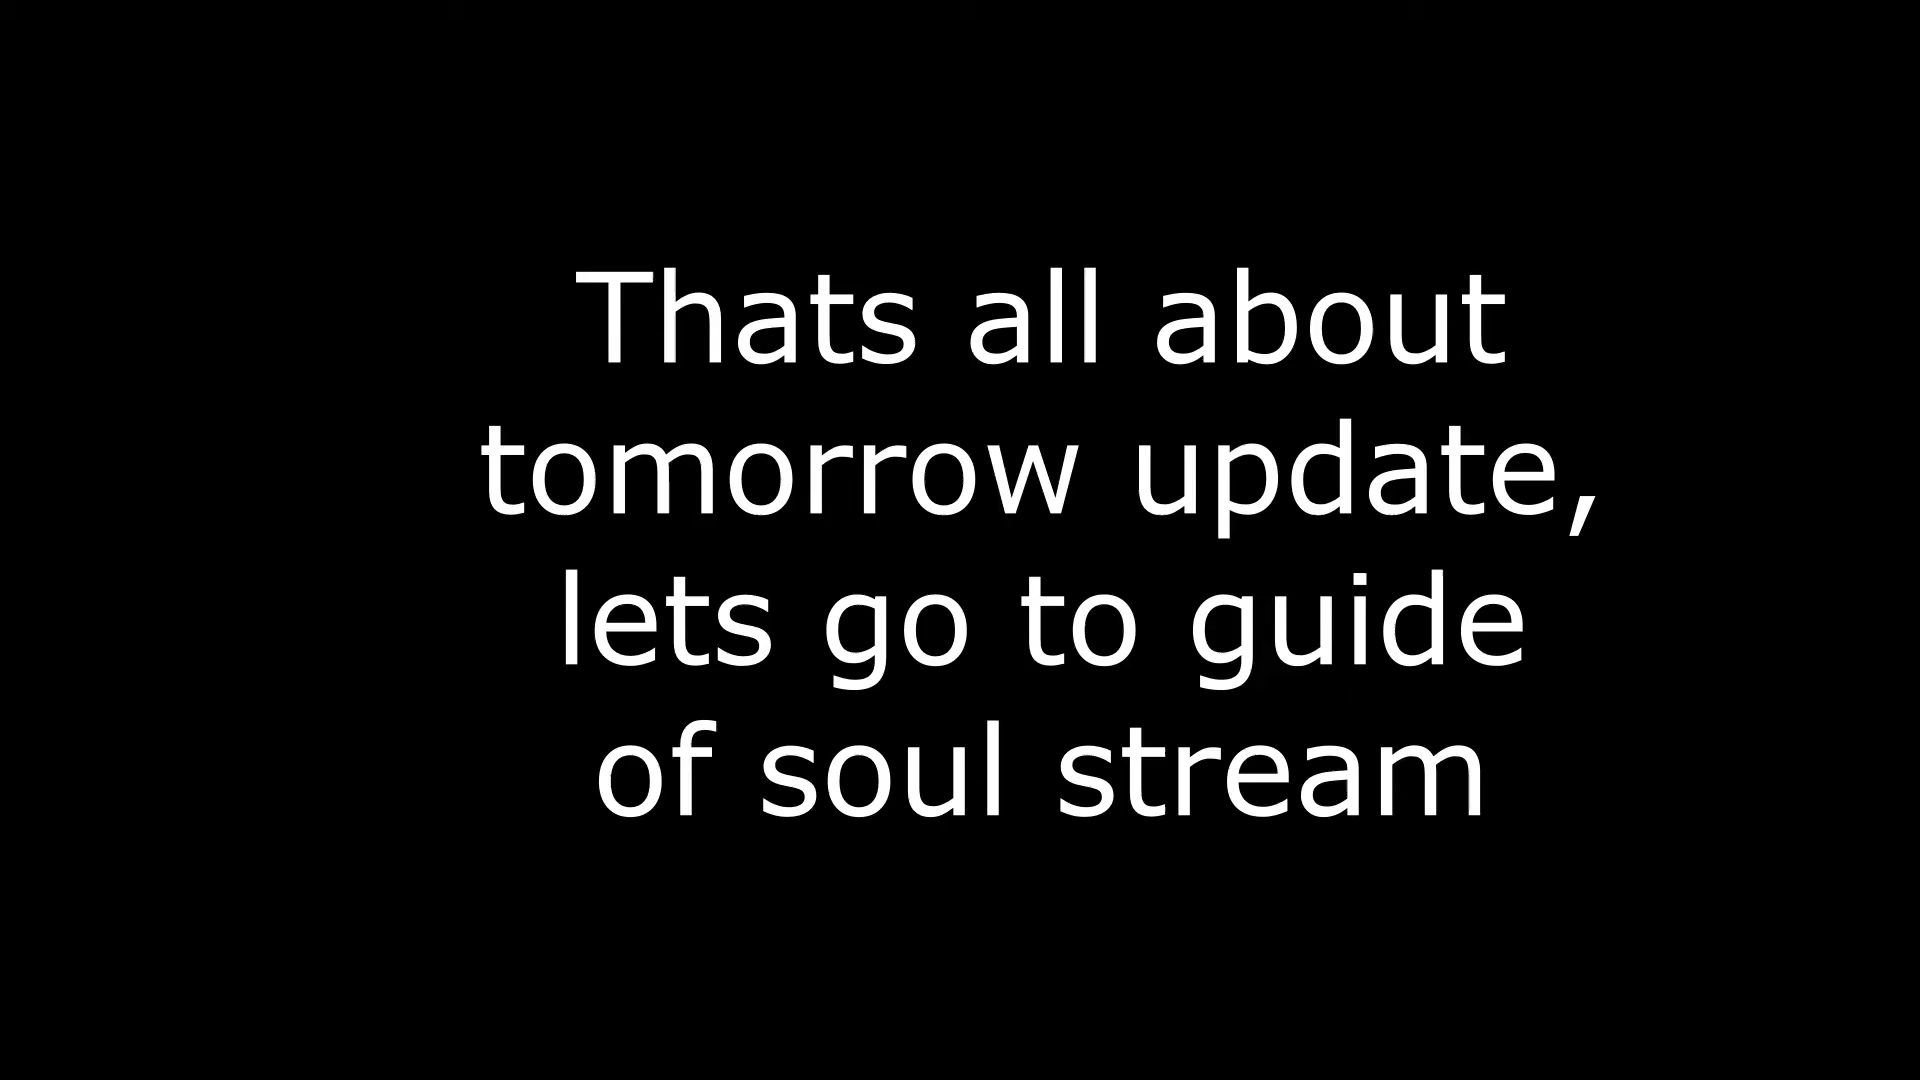 Thats all about
tomorrow update,
lets go to guide
of soul stream